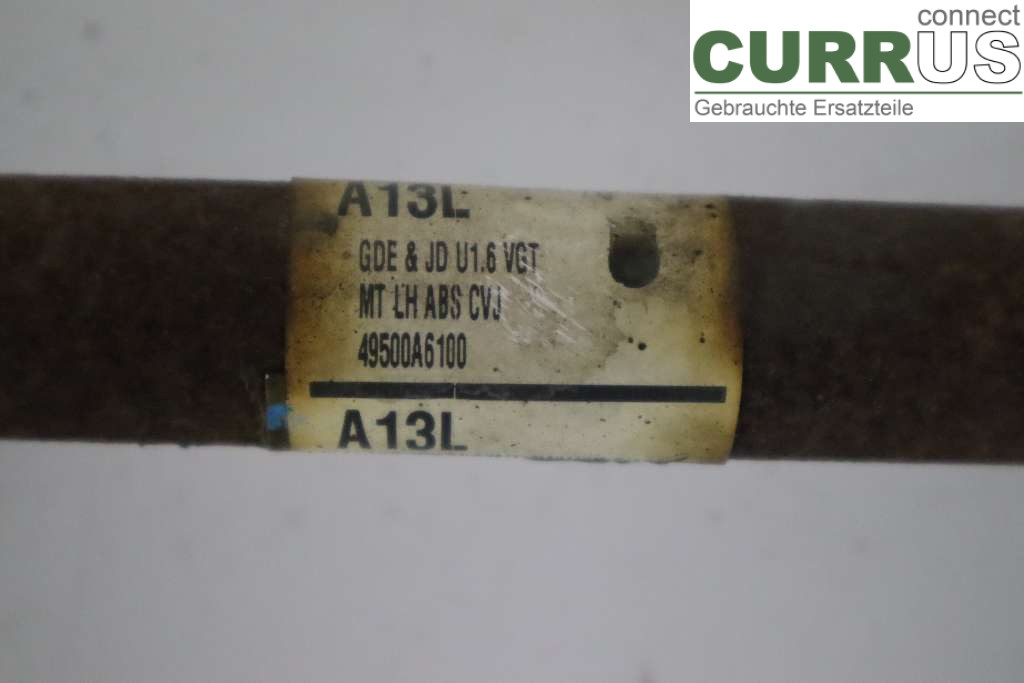 connect
CURRUS
Gebrauchte Ersatzteile
A13L
GDE & JD U1.6 VGT
MT LH ABS CVJ
49500A6100
A13L